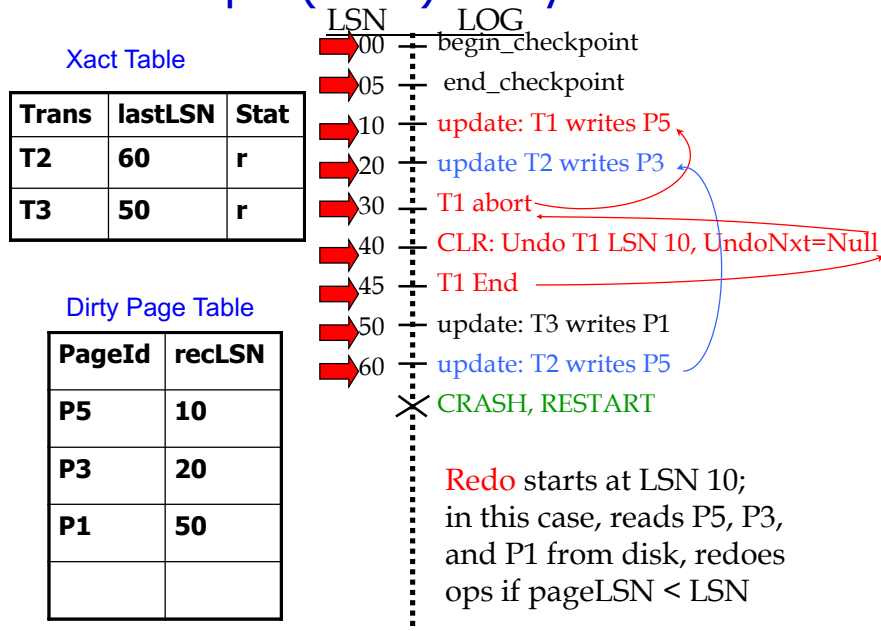 LSN LOG
Xact Table
Trans lastLSN Stat
T2 60 r
T3 50 r
Dirty Page Table
PageId recLSN
P5 10
P3 20
P1 50
00 begin_checkpoint
05 end_checkpoint
10 update: T1 writes P5
20 update T2 writes P3
30 T1 abort
40 CLR: Undo T1 LSN 10, UndoNxt=Null
45 T1 End
50 update: T3 writes P1
60 update: T2 writes P5
CRASH, RESTART
Redo starts at LSN 10;
in this case, reads P5, P3,
and P1 from disk, redoes
ops if pageLSN < LSN